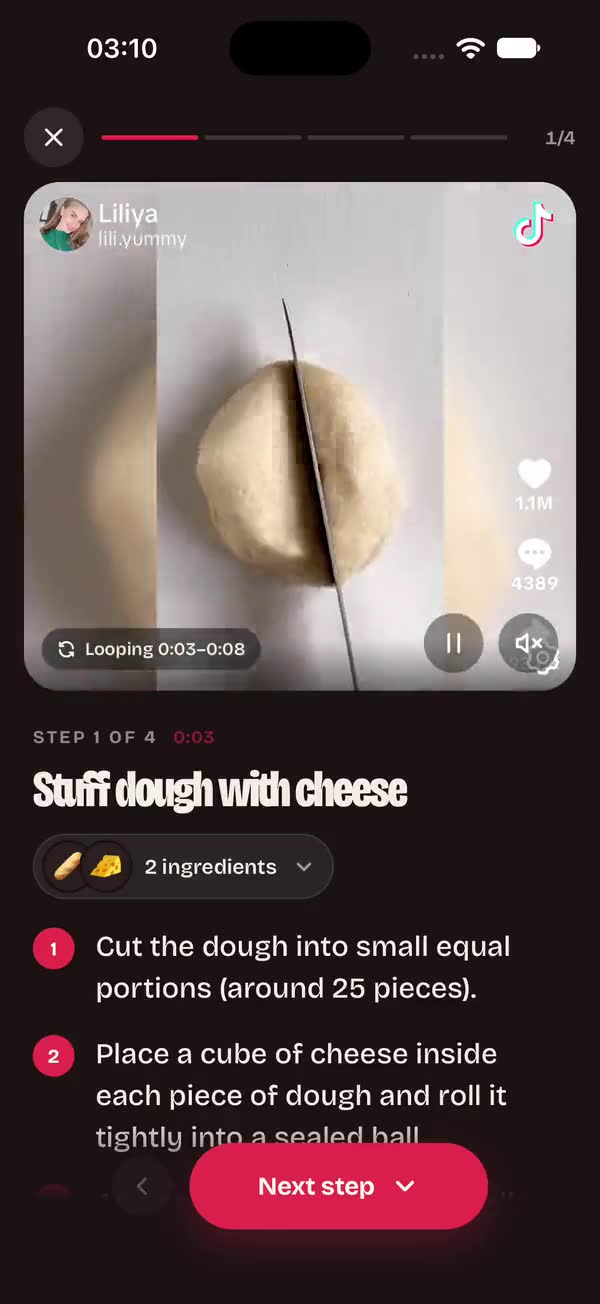 03:10
1/4
Liliya
lili.yummy
1.1M
4389
Looping 0:03–0:08
STEP 1 OF 4 0:03
Stuff dough with cheese
2 ingredients
1 Cut the dough into small equal
portions (around 25 pieces).
2 Place a cube of cheese inside
each piece of dough and roll it
tightly into a sealed ball
Next step